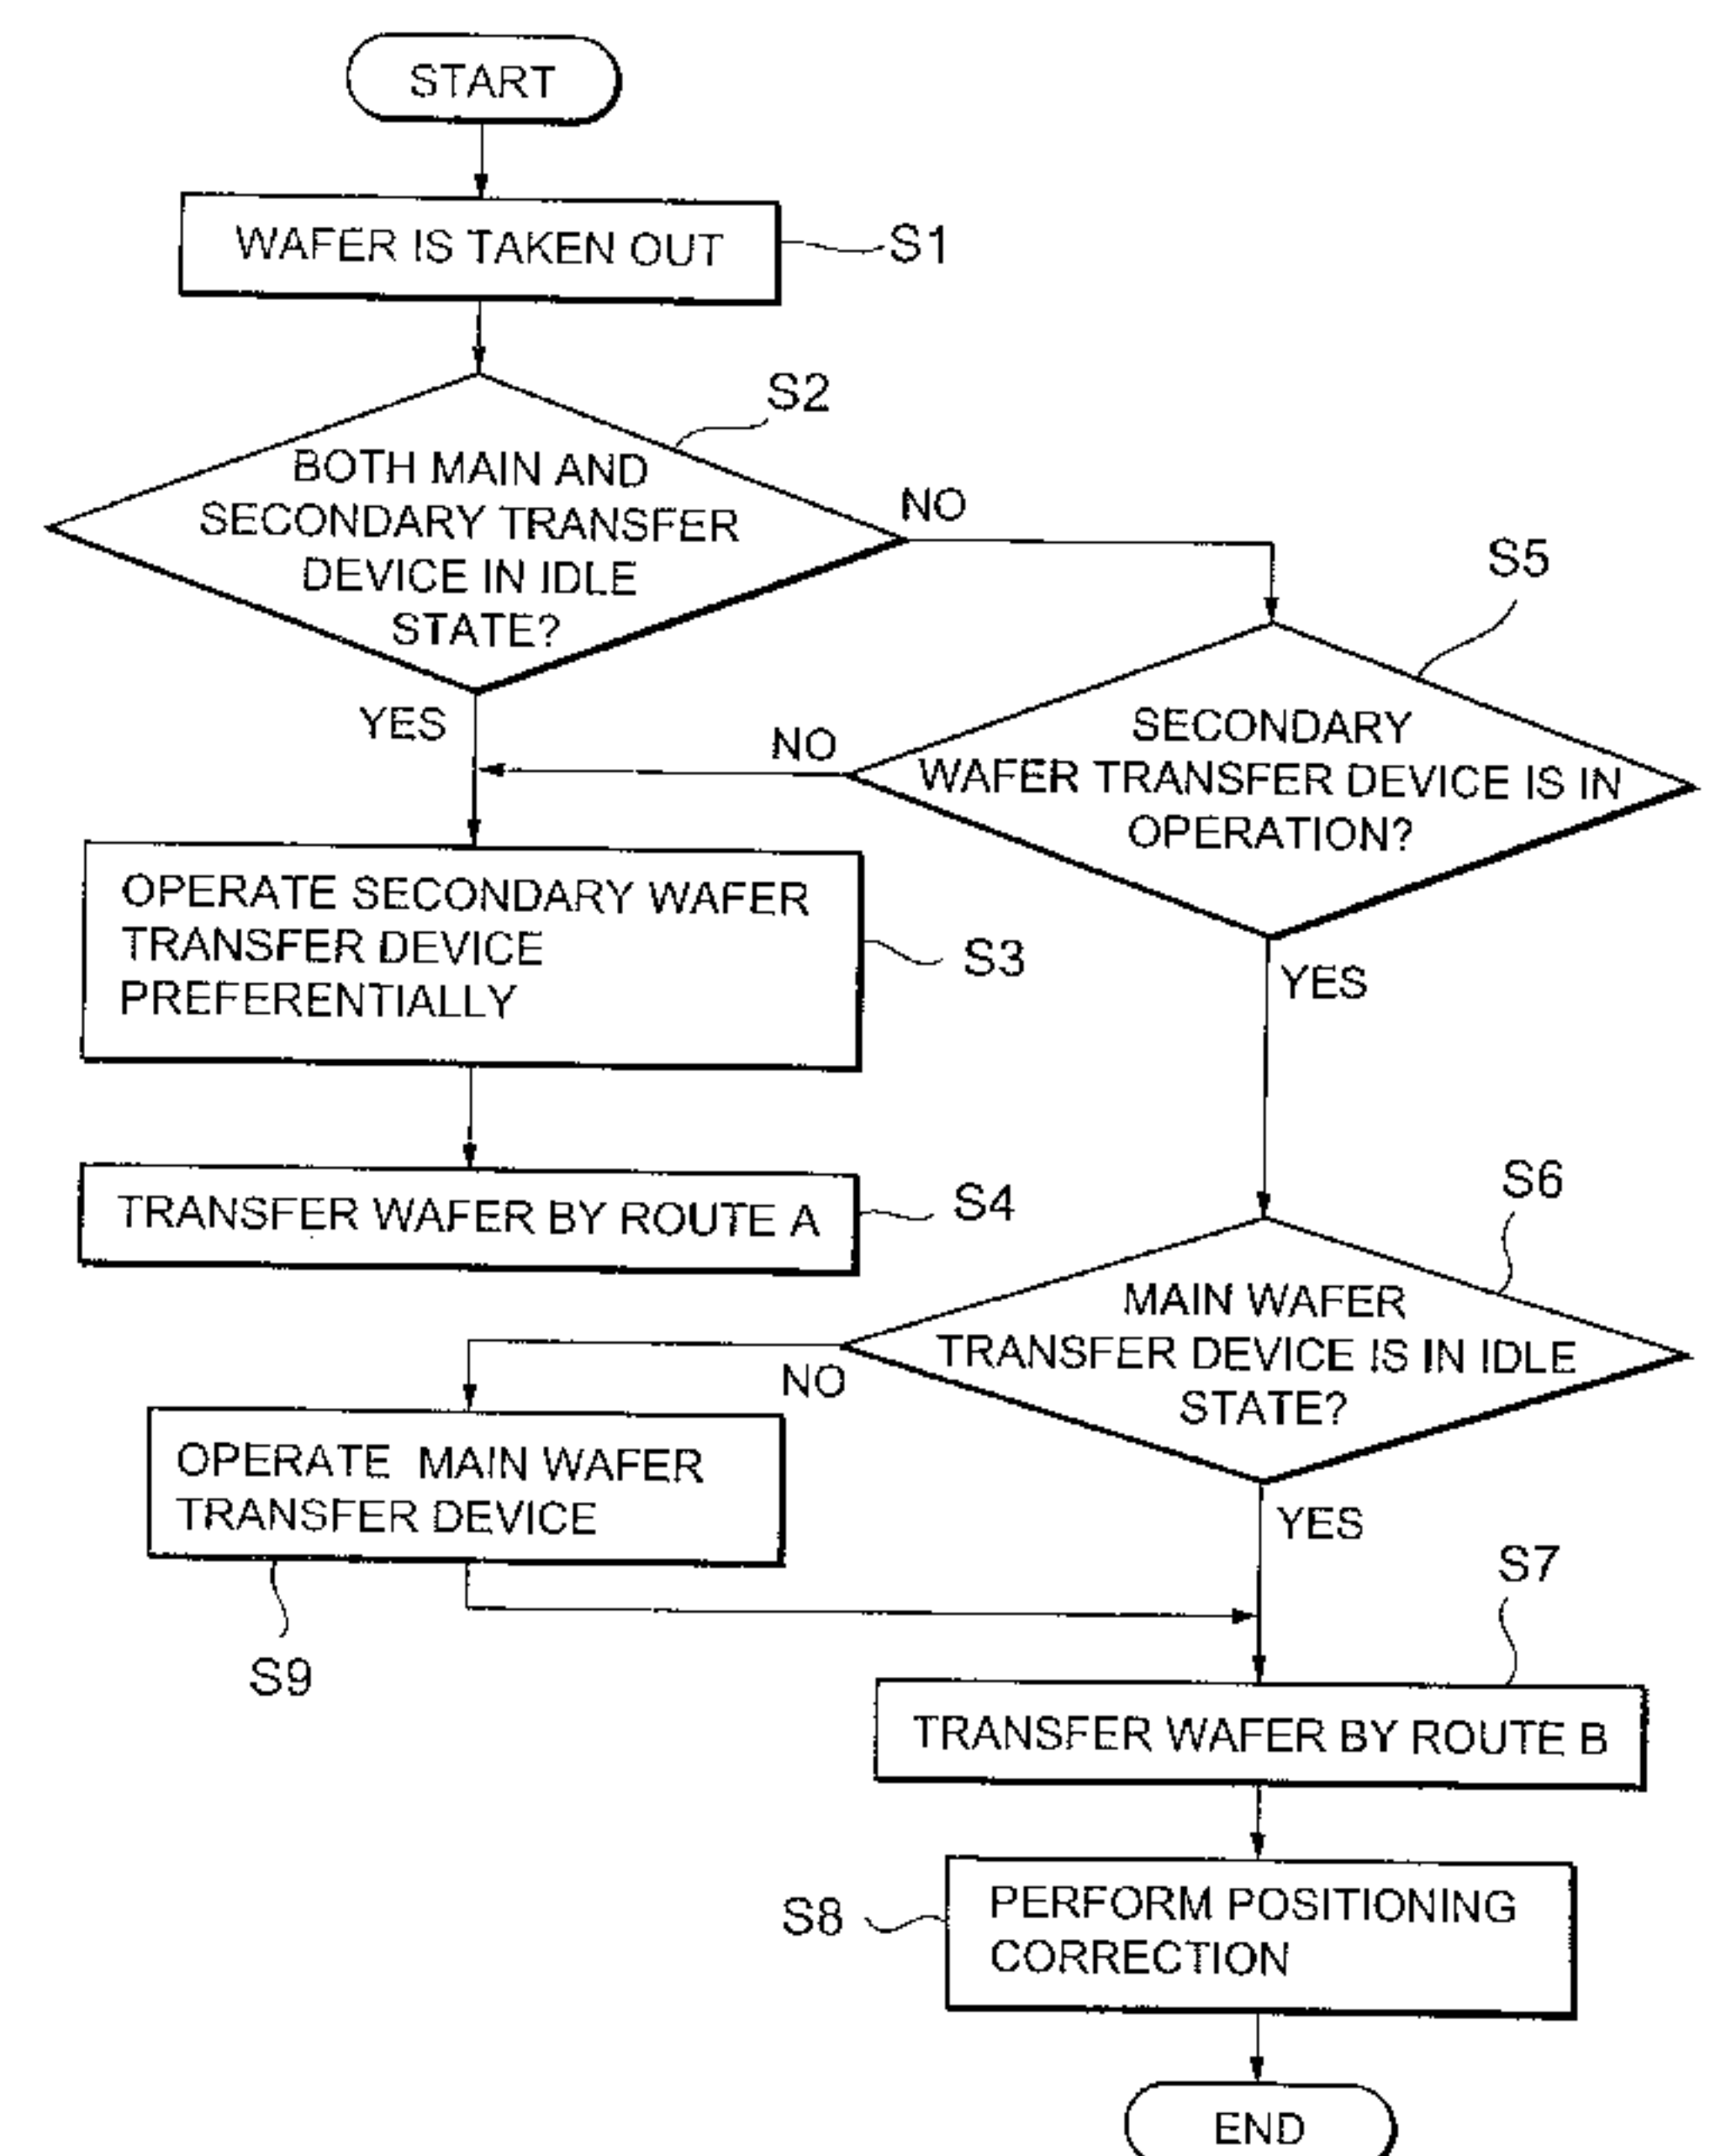 START
WAFER IS TAKEN OUT
S1
S2
BOTH MAIN AND
SECONDARY TRANSFER
DEVICE IN IDLE
STATE?
NO
YES
S5
SECONDARY
WAFER TRANSFER DEVICE IS IN
OPERATION?
NO
YES
OPERATE SECONDARY WAFER
TRANSFER DEVICE
PREFERENTIALLY
S3
TRANSFER WAFER BY ROUTE A
S4
S6
MAIN WAFER
TRANSFER DEVICE IS IN IDLE
STATE?
NO
YES
OPERATE MAIN WAFER
TRANSFER DEVICE
S9
S7
TRANSFER WAFER BY ROUTE B
S8
PERFORM POSITIONING
CORRECTION
END